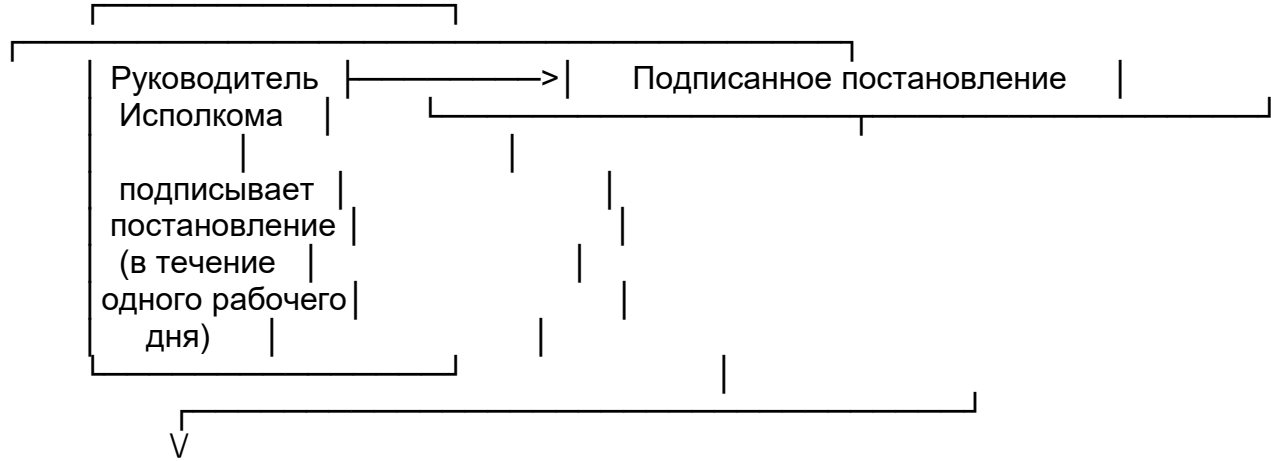 Руководитель Подписанное постановление
Исполкома
подписывает
постановление
(в течение
одного рабочего
дня)